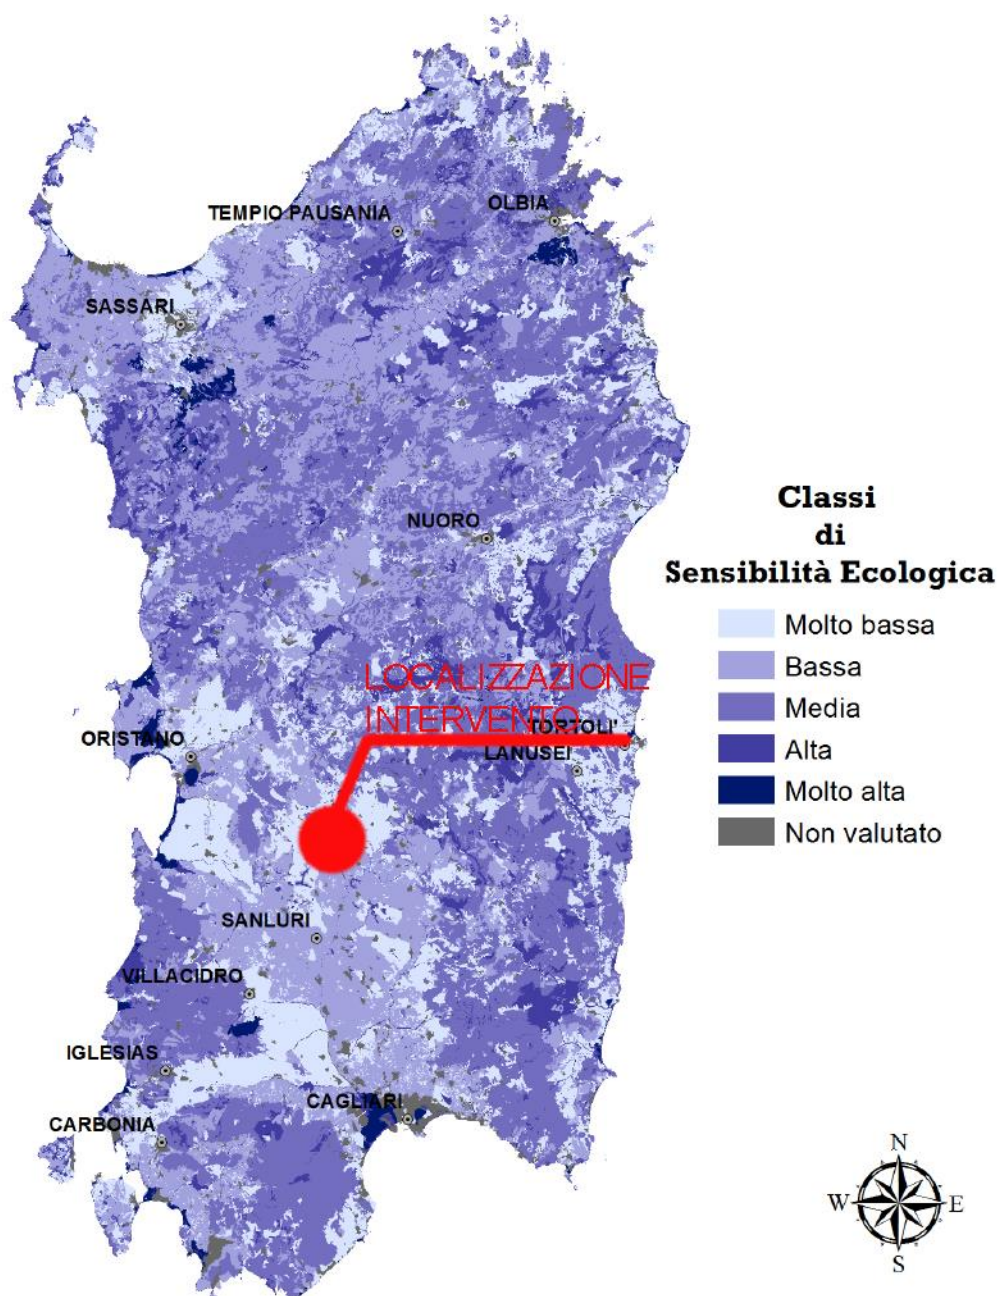 TEMPIO PAUSANIA
OLBIA
SASSARI
NUORO
Classi
di
Sensibilità Ecologica
Molto bassa
Bassa
Media
Alta
Molto alta
Non valutato
LOCALIZZAZIONE
INTERVENTO
TORTOLI'
LANUSEI
ORISTANO
SANLURI
VILLACIDRO
IGLESIAS
CAGLIARI
CARBONIA
N
W
E
S